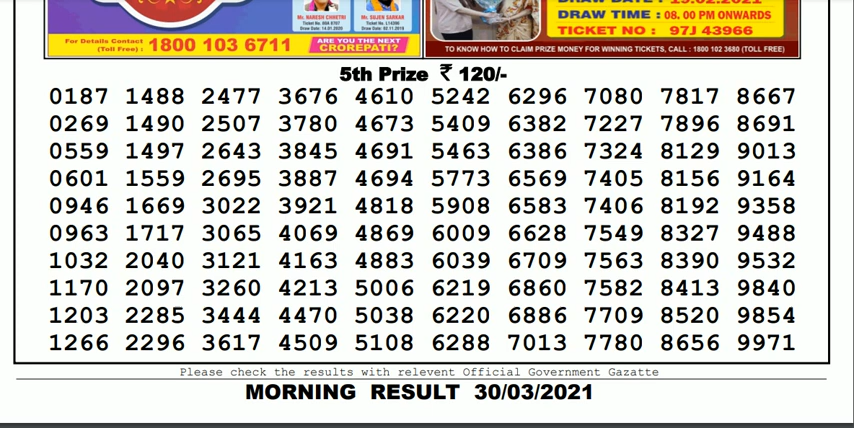 Mr. NARESH CHHETRI
Mr. SUJEN SARKAR
DRAW TIME : 08. 00 PM ONWARDS
TICKET NO : 97J 43966
For Details Contact
(Toll Free) : 1800 103 6711
ARE YOU THE NEXT
CROREPATI?
TO KNOW HOW TO CLAIM PRIZE MONEY FOR WINNING TICKETS, CALL : 1800 102 3680 (TOLL FREE)
5th Prize ₹ 120/-
0187 1488 2477 3676 4610 5242 6296 7080 7817 8667
0269 1490 2507 3780 4673 5409 6382 7227 7896 8691
0559 1497 2643 3845 4691 5463 6386 7324 8129 9013
0601 1559 2695 3887 4694 5773 6569 7405 8156 9164
0946 1669 3022 3921 4818 5908 6583 7406 8192 9358
0963 1717 3065 4069 4869 6009 6628 7549 8327 9488
1032 2040 3121 4163 4883 6039 6709 7563 8390 9532
1170 2097 3260 4213 5006 6219 6860 7582 8413 9840
1203 2285 3444 4470 5038 6220 6886 7709 8520 9854
1266 2296 3617 4509 5108 6288 7013 7780 8656 9971
Please check the results with relevent Official Government Gazatte
MORNING RESULT 30/03/2021